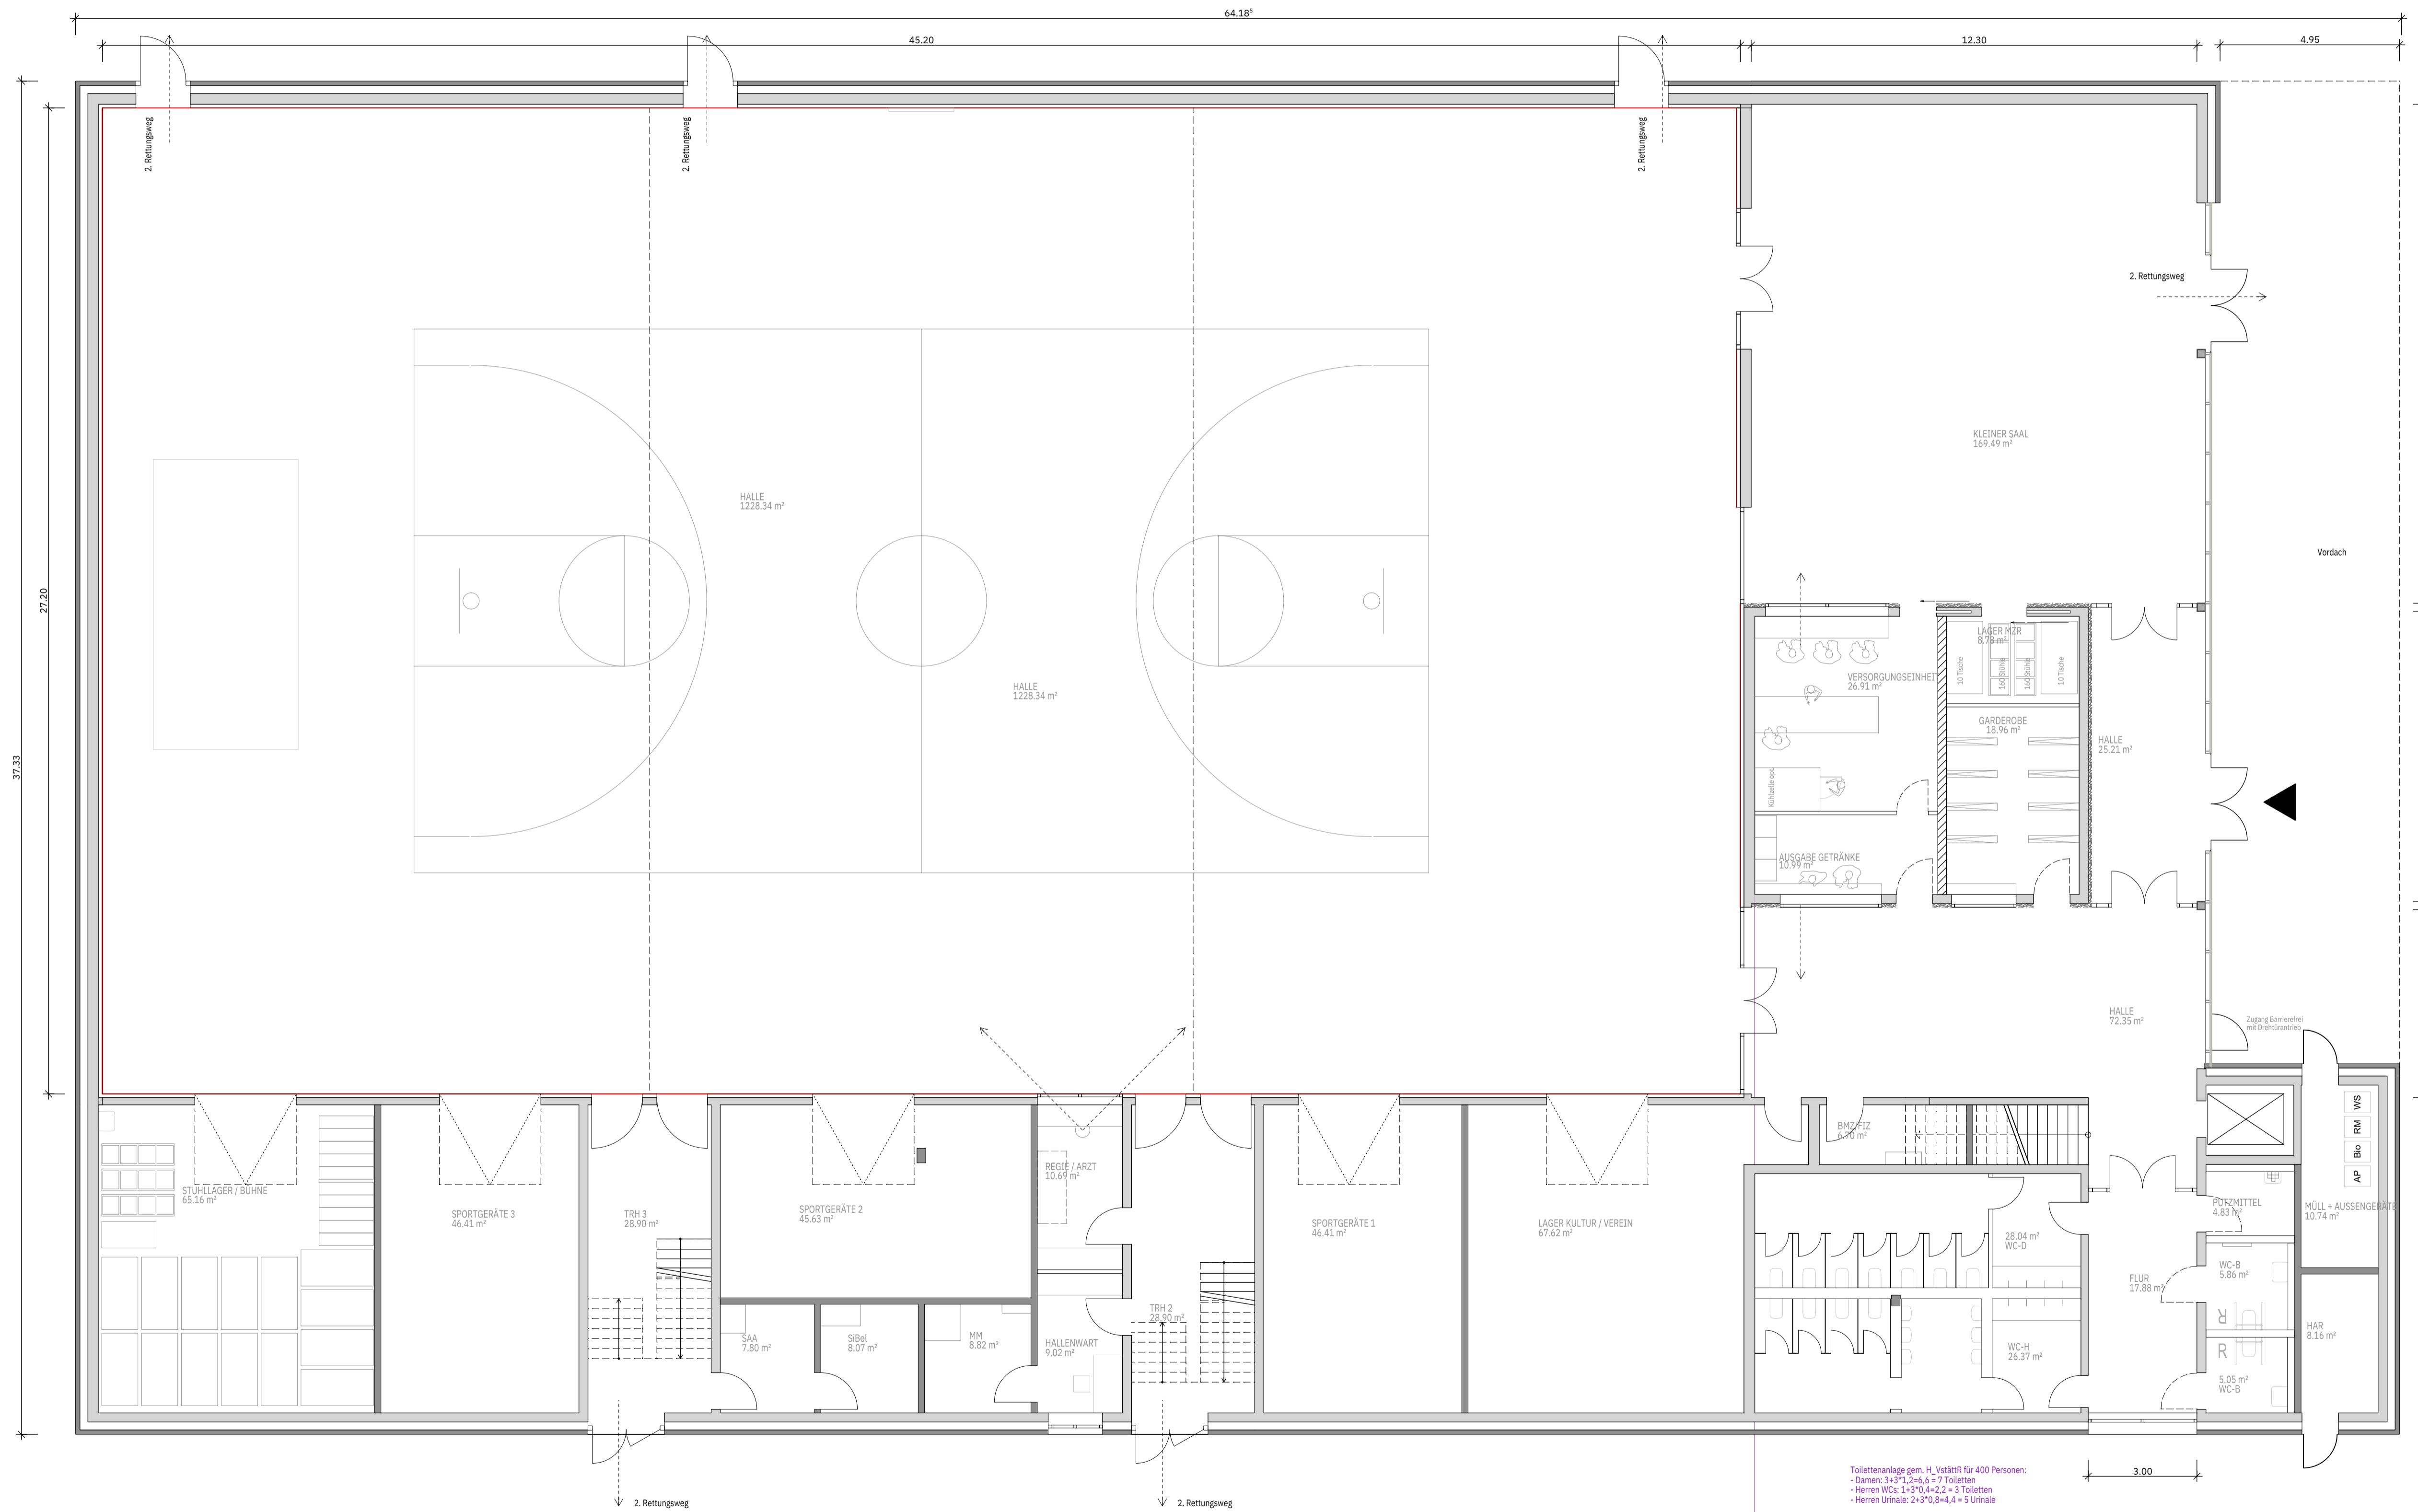 64.18⁵
45.20
12.30
4.95
2. Rettungsweg
2. Rettungsweg
2. Rettungsweg
2. Rettungsweg
KLEINER SAAL
169.49 m²
HALLE
1228.34 m²
Vordach
27.20
37.33
LAGER MZR
8.78 m²
10 Tische
160 Stühle
160 Stühle
10 Tische
VERSORGUNGSEINHEIT
26.91 m²
HALLE
1228.34 m²
GARDEROBE
18.96 m²
HALLE
25.21 m²
Kühlzelle opt.
AUSGABE GETRÄNKE
10.99 m²
HALLE
72.35 m²
Zugang Barrierefrei
mit Drehtürantrieb
WS
RM
Bio
AP
BMZ/FIZ
6.70 m²
REGIE / ARZT
10.69 m²
STUHLLAGER / BÜHNE
65.16 m²
SPORTGERÄTE 3
46.41 m²
TRH 3
28.90 m²
SPORTGERÄTE 2
45.63 m²
SPORTGERÄTE 1
46.41 m²
LAGER KULTUR / VEREIN
67.62 m²
PUTZMITTEL
4.83 m²
MÜLL + AUSSENGERÄTE
10.74 m²
28.04 m²
WC-D
WC-B
5.86 m²
FLUR
17.88 m²
TRH 2
28.90 m²
R
SAA
7.80 m²
SiBel
8.07 m²
MM
8.82 m²
HALLENWART
9.02 m²
WC-H
26.37 m²
R
HAR
8.16 m²
5.05 m²
WC-B
3.00
Toilettenanlage gem. H_VstättR für 400 Personen:
- Damen: 3+3*1,2=6,6 = 7 Toiletten
- Herren WCs: 1+3*0,4=2,2 = 3 Toiletten
- Herren Urinale: 2+3*0,8=4,4 = 5 Urinale
2. Rettungsweg
2. Rettungsweg